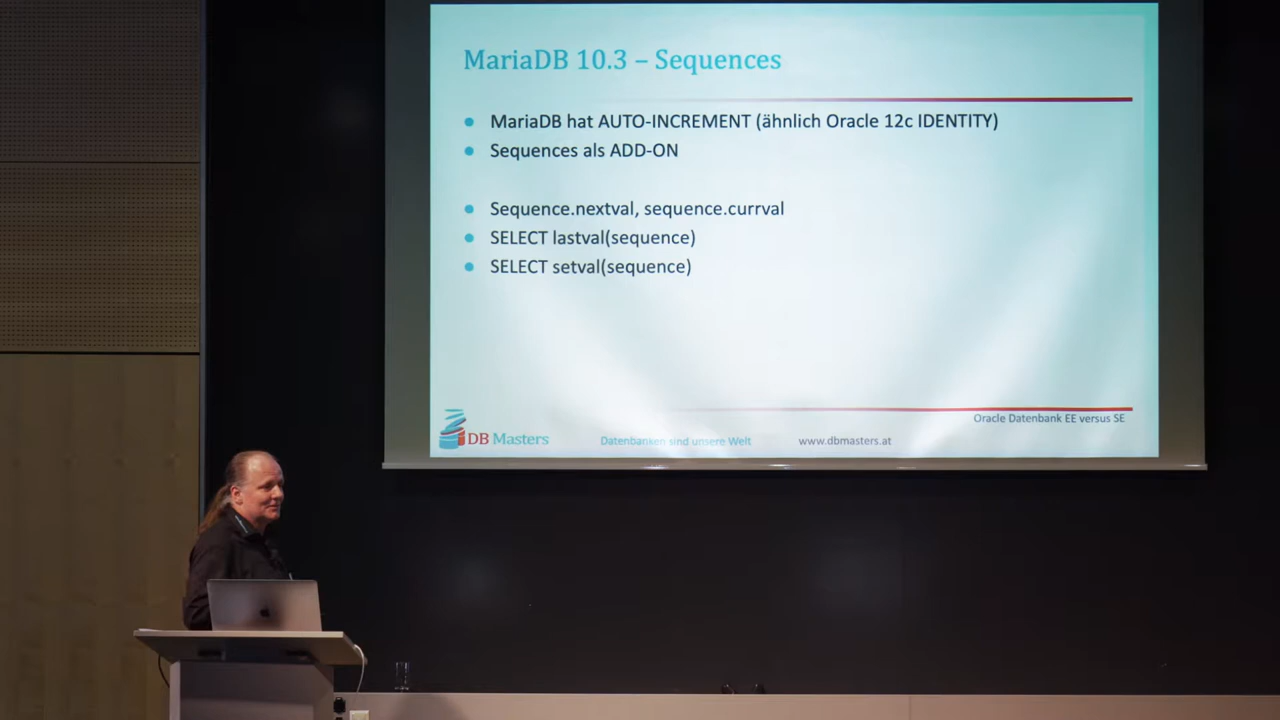 MariaDB 10.3 – Sequences
MariaDB hat AUTO-INCREMENT (ähnlich Oracle 12c IDENTITY)
Sequences als ADD-ON
Sequence.nextval, sequence.currval
SELECT lastval(sequence)
SELECT setval(sequence)
Oracle Datenbank EE versus SE
DB Masters
Datenbanken sind unsere Welt
www.dbmasters.at